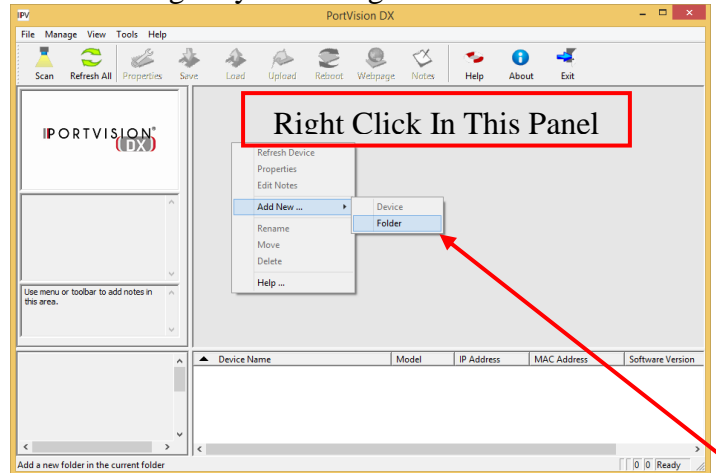 IPV PortVision DX
File Manage View Tools Help
Scan Refresh All Properties Save Load Upload Reboot Webpage Notes Help About Exit
Right Click In This Panel
PORTVISION
DX
Refresh Device
Properties
Edit Notes
Add New ... Device
Folder
Rename
Move
Delete
Help ...
Use menu or toolbar to add notes in
this area.
Device Name Model IP Address MAC Address Software Version
Add a new folder in the current folder 0 0 Ready